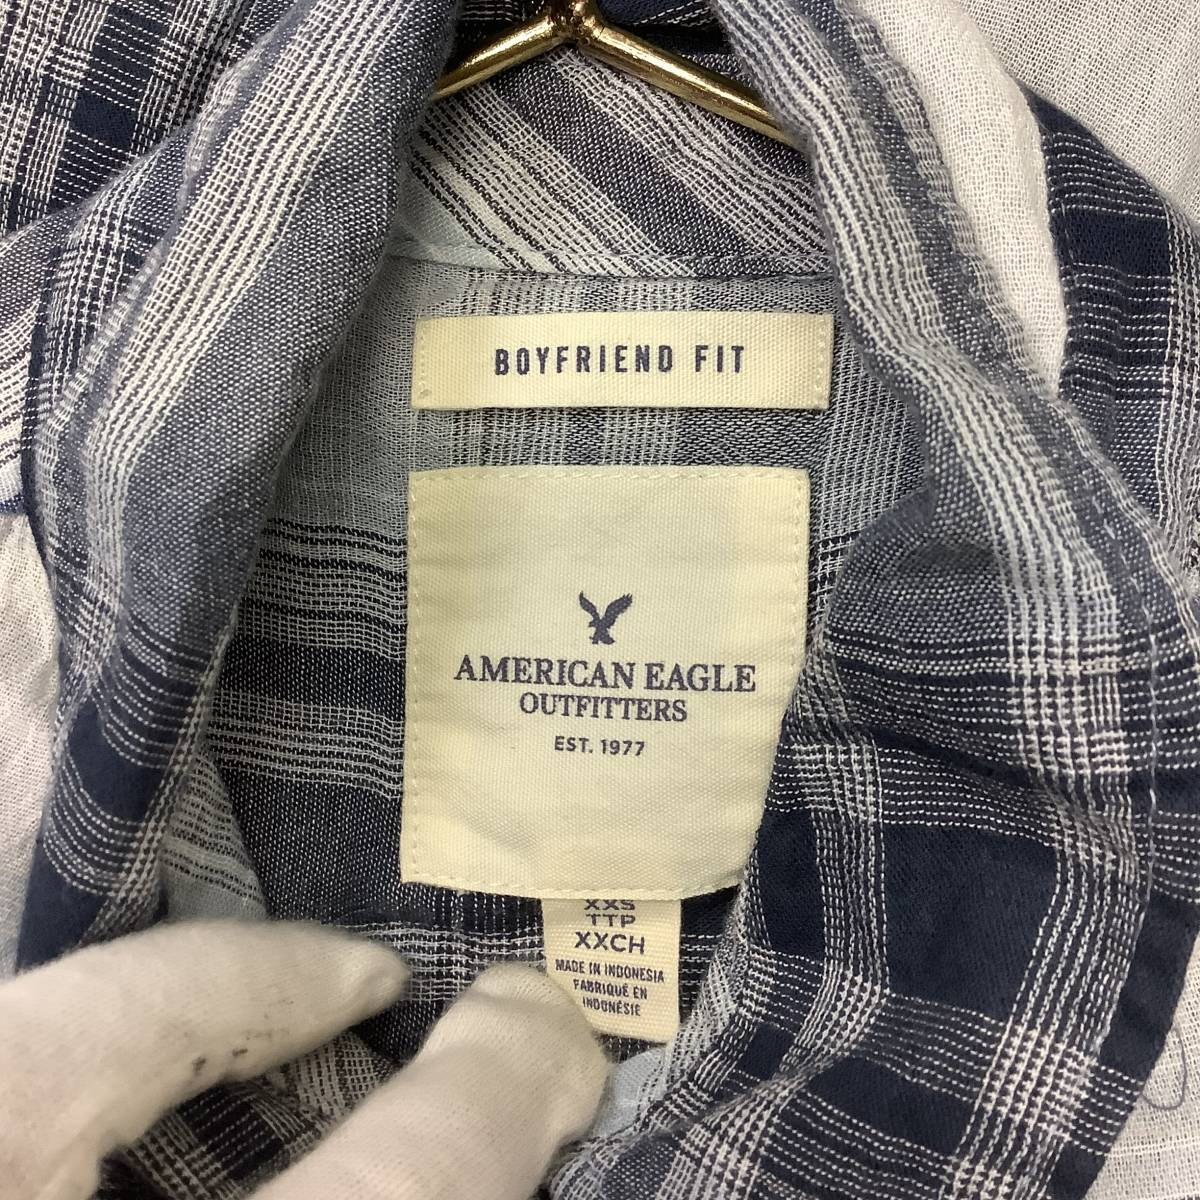 BOYFRIEND FIT
AMERICAN EAGLE
OUTFITTERS
EST. 1977
XXS
TTP
XXCH
MADE IN INDONESIA
FABRIQUÉ EN
INDONÉSIE